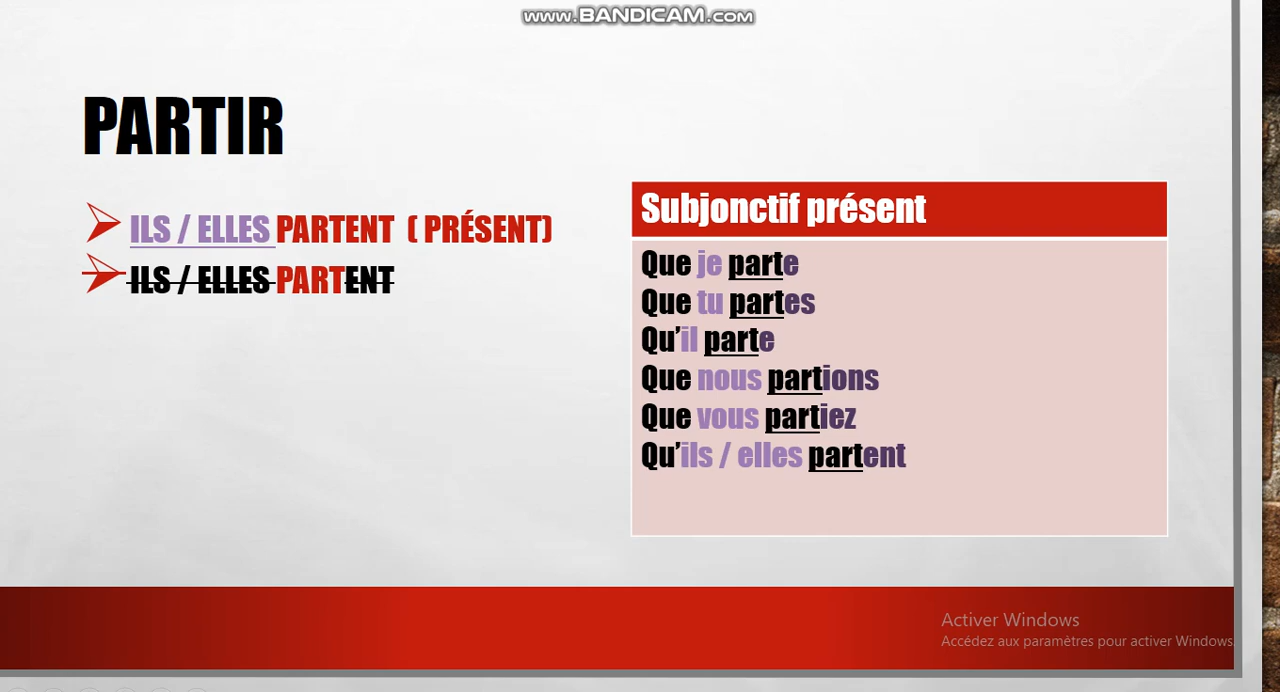 www.BANDICAM.com
PARTIR
ILS / ELLES PARTENT ( PRÉSENT)
ILS / ELLES PARTENT
Subjonctif présent
Que je parte
Que tu partes
Qu'il parte
Que nous partions
Que vous partiez
Qu'ils / elles partent
Activer Windows
Accédez aux paramètres pour activer Windows.